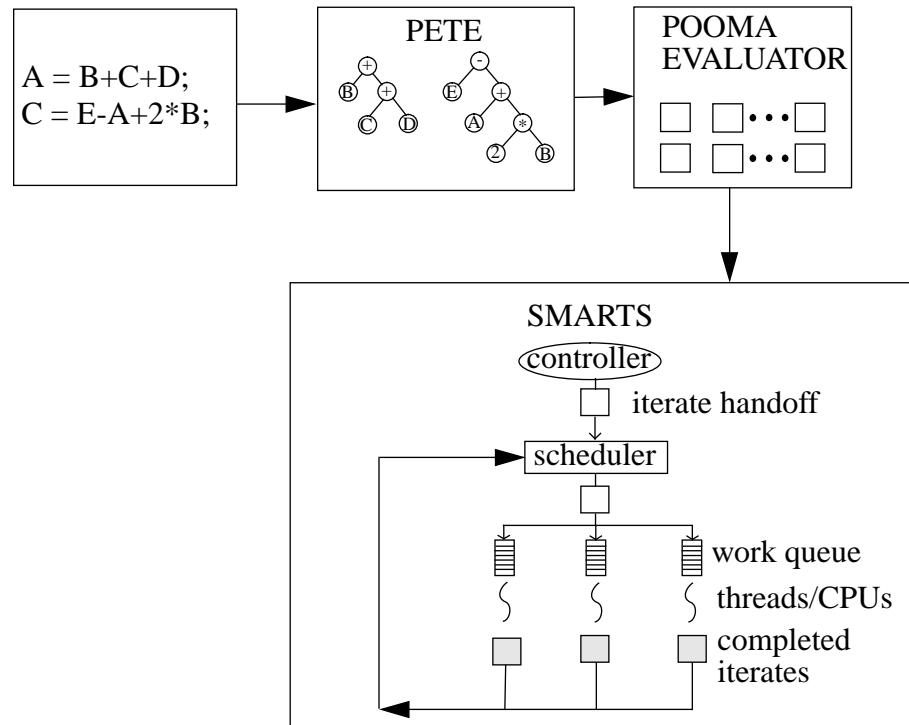 A = B+C+D;
C = E-A+2*B;
PETE
+
B
+
C
D
-
E
+
A
*
2
B
POOMA
EVALUATOR
SMARTS
controller
iterate handoff
scheduler
work queue
threads/CPUs
completed
iterates